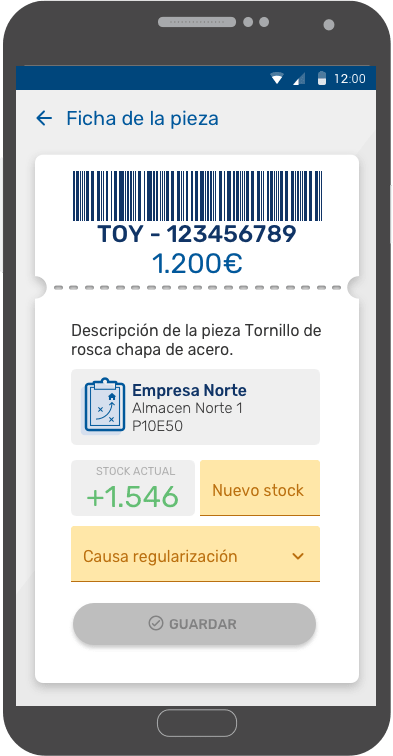 12:00
Ficha de la pieza
TOY - 123456789
1.200€
Descripción de la pieza Tornillo de
rosca chapa de acero.
Empresa Norte
Almacen Norte 1
P10E50
STOCK ACTUAL
+1.546
Nuevo stock
Causa regularización
GUARDAR